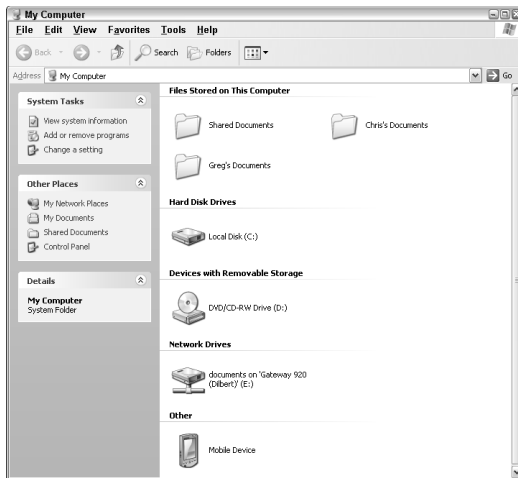 My Computer
File Edit View Favorites Tools Help
Back Search Folders
Address My Computer Go
System Tasks
View system information
Add or remove programs
Change a setting
Other Places
My Network Places
My Documents
Shared Documents
Control Panel
Details
My Computer
System Folder
Files Stored on This Computer
Shared Documents
Chris's Documents
Greg's Documents
Hard Disk Drives
Local Disk (C:)
Devices with Removable Storage
DVD/CD-RW Drive (D:)
Network Drives
documents on 'Gateway 920
(Dilbert)' (E:)
Other
Mobile Device